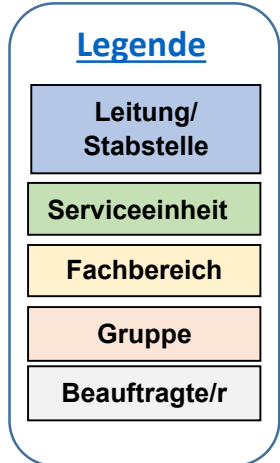 Legende
Leitung/
Stabstelle
Serviceeinheit
Fachbereich
Gruppe
Beauftragte/r